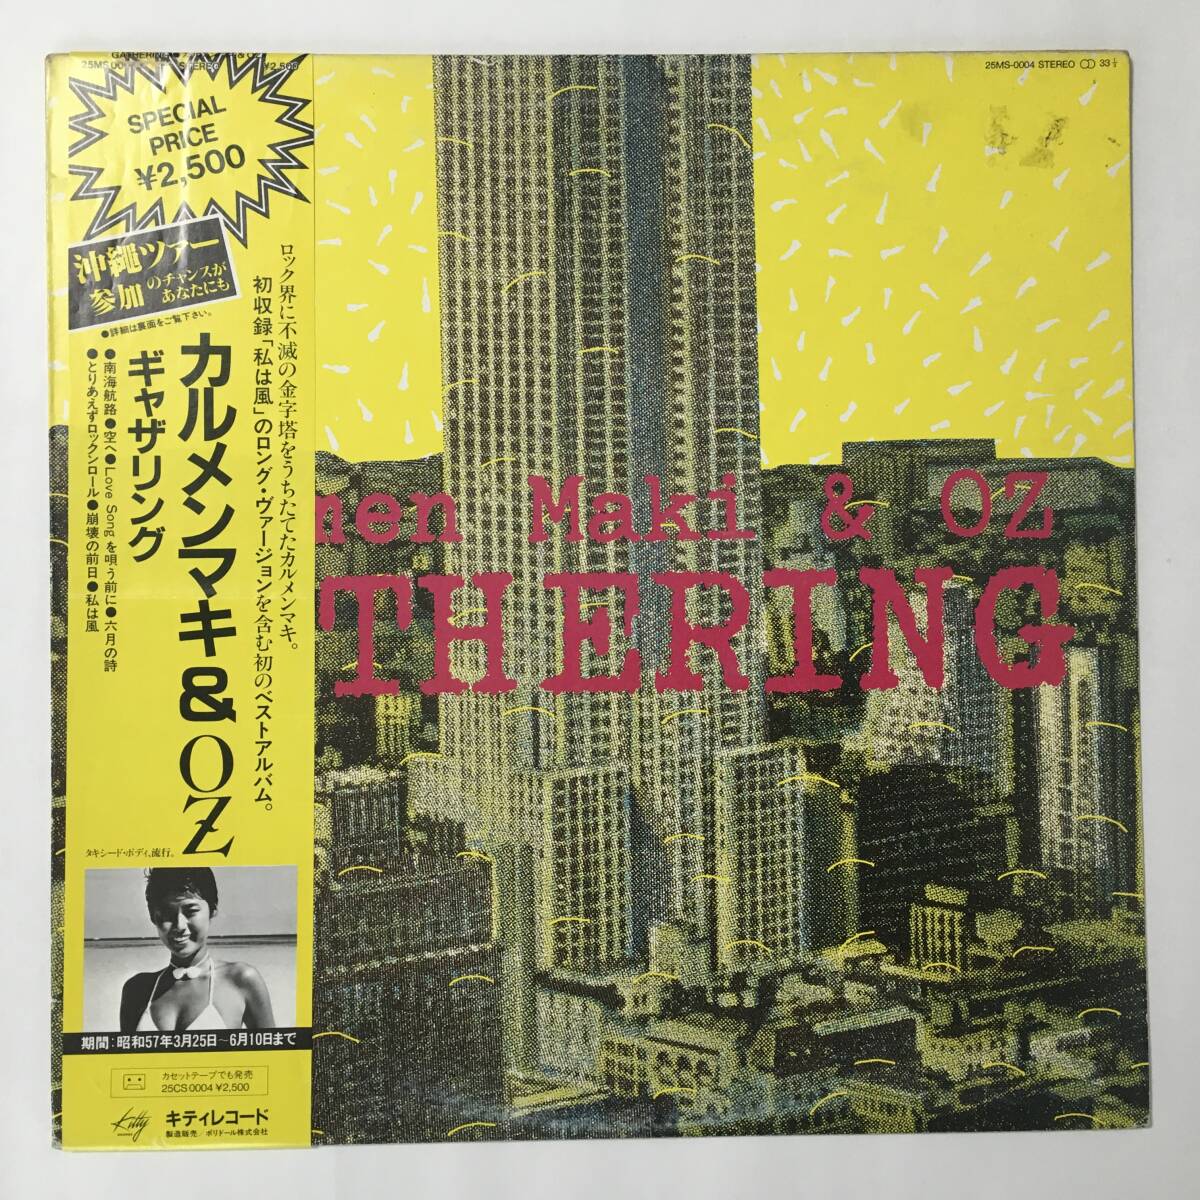 25MS-0004 STEREO 33 1/3
¥2,500
SPECIAL
PRICE
¥2,500
沖縄ツアー
参加のチャンスが
あなたにも
●詳細は裏面をご覧下さい。
ロック界に不滅の金字塔をうちたてたカルメンマキ。
初収録「私は風」のロング・ヴァージョンを含む初のベストアルバム。
カルメンマキ&OZ
ギャザリング
●南海航路●空へ●Love Songを唄う前に●六月の詩
●とりあえずロックンロール●崩壊の前日●私は風
men Maki & OZ
THERING
タキシード・ボディ、流行。
期間:昭和57年3月25日〜6月10日まで
カセットテープでも発売
25CS0004 ¥2,500
Kitty
キティレコード
製造販売/ポリドール株式会社